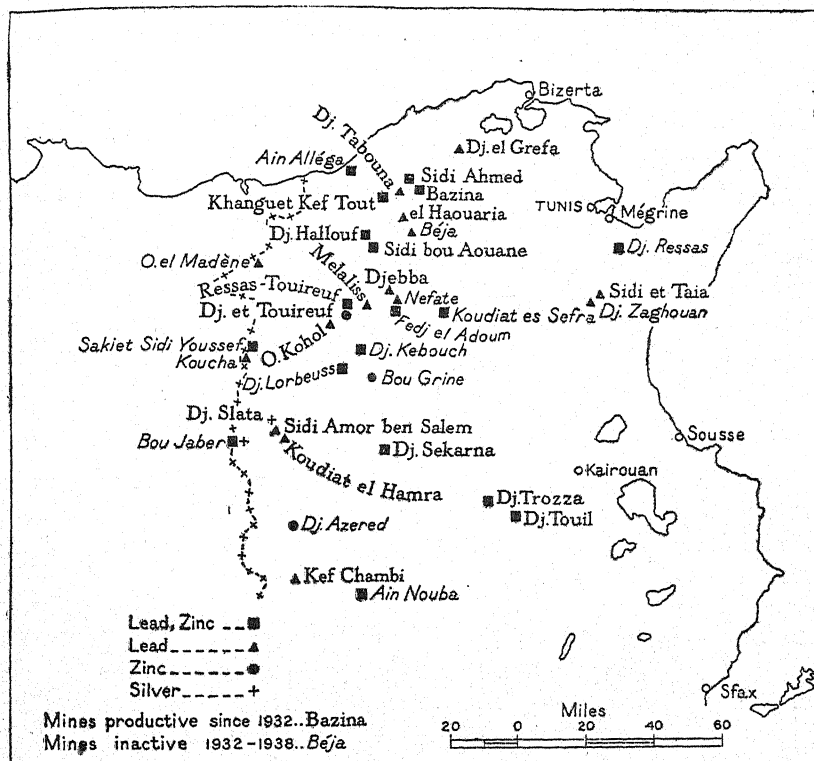 Bizerta
Dj. Tabouna
Dj. el Grefa
Ain Alléga
Sidi Ahmed
Bazina
Khanguet Kef Tout
el Haouaria
TUNIS
Mégrine
Béja
Dj. Hallouf
Sidi bou Aouane
Dj. Ressas
O. el Madène
Melaliss
Djebba
Ressas-Touireuf
Nefate
Sidi et Taia
Dj. et Touireuf
Fedj el Adoum
Koudiat es Sefra
Dj. Zaghouan
O. Kohol
Sakiet Sidi Youssef
Koucha
Dj. Kebouch
Dj. Lorbeuss
Bou Grine
Dj. Slata
Sidi Amor ben Salem
Bou Jaber
Koudiat el Hamra
Dj. Sekarna
Sousse
Kairouan
Dj. Trozza
Dj. Touil
Dj. Azered
Kef Chambi
Ain Nouba
Lead, Zinc
Lead
Zinc
Silver
Sfax
Mines productive since 1932..Bazina
Mines inactive 1932-1938..Béja
Miles
20 0 20 40 60